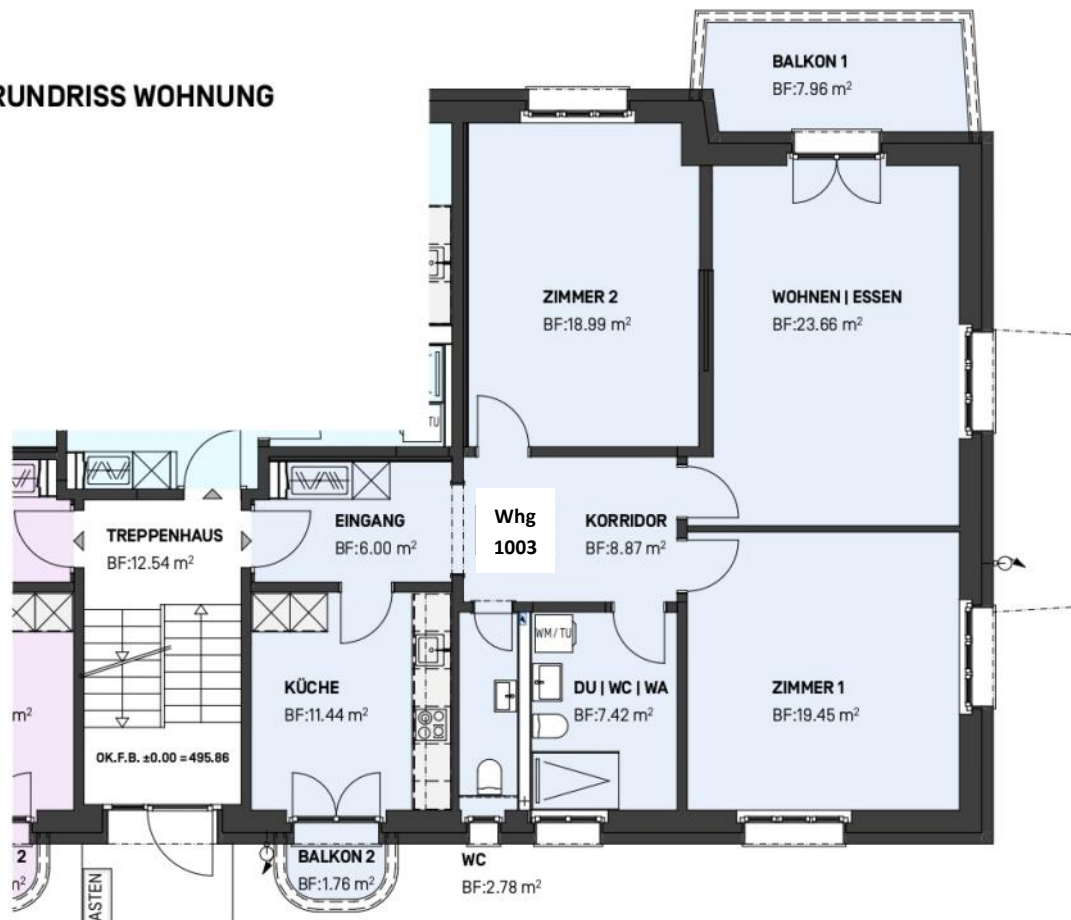 RUNDRISS WOHNUNG
BALKON 1
BF:7.96 m²
ZIMMER 2
BF:18.99 m²
WOHNEN | ESSEN
BF:23.66 m²
TU
TREPPENHAUS
BF:12.54 m²
EINGANG
BF:6.00 m²
Whg
1003
KORRIDOR
BF:8.87 m²
WM / TU
KÜCHE
BF:11.44 m²
DU | WC | WA
BF:7.42 m²
ZIMMER 1
BF:19.45 m²
m²
OK.F.B. ±0.00 = 495.86
2
m²
BALKON 2
BF:1.76 m²
WC
BF:2.78 m²
ASTEN